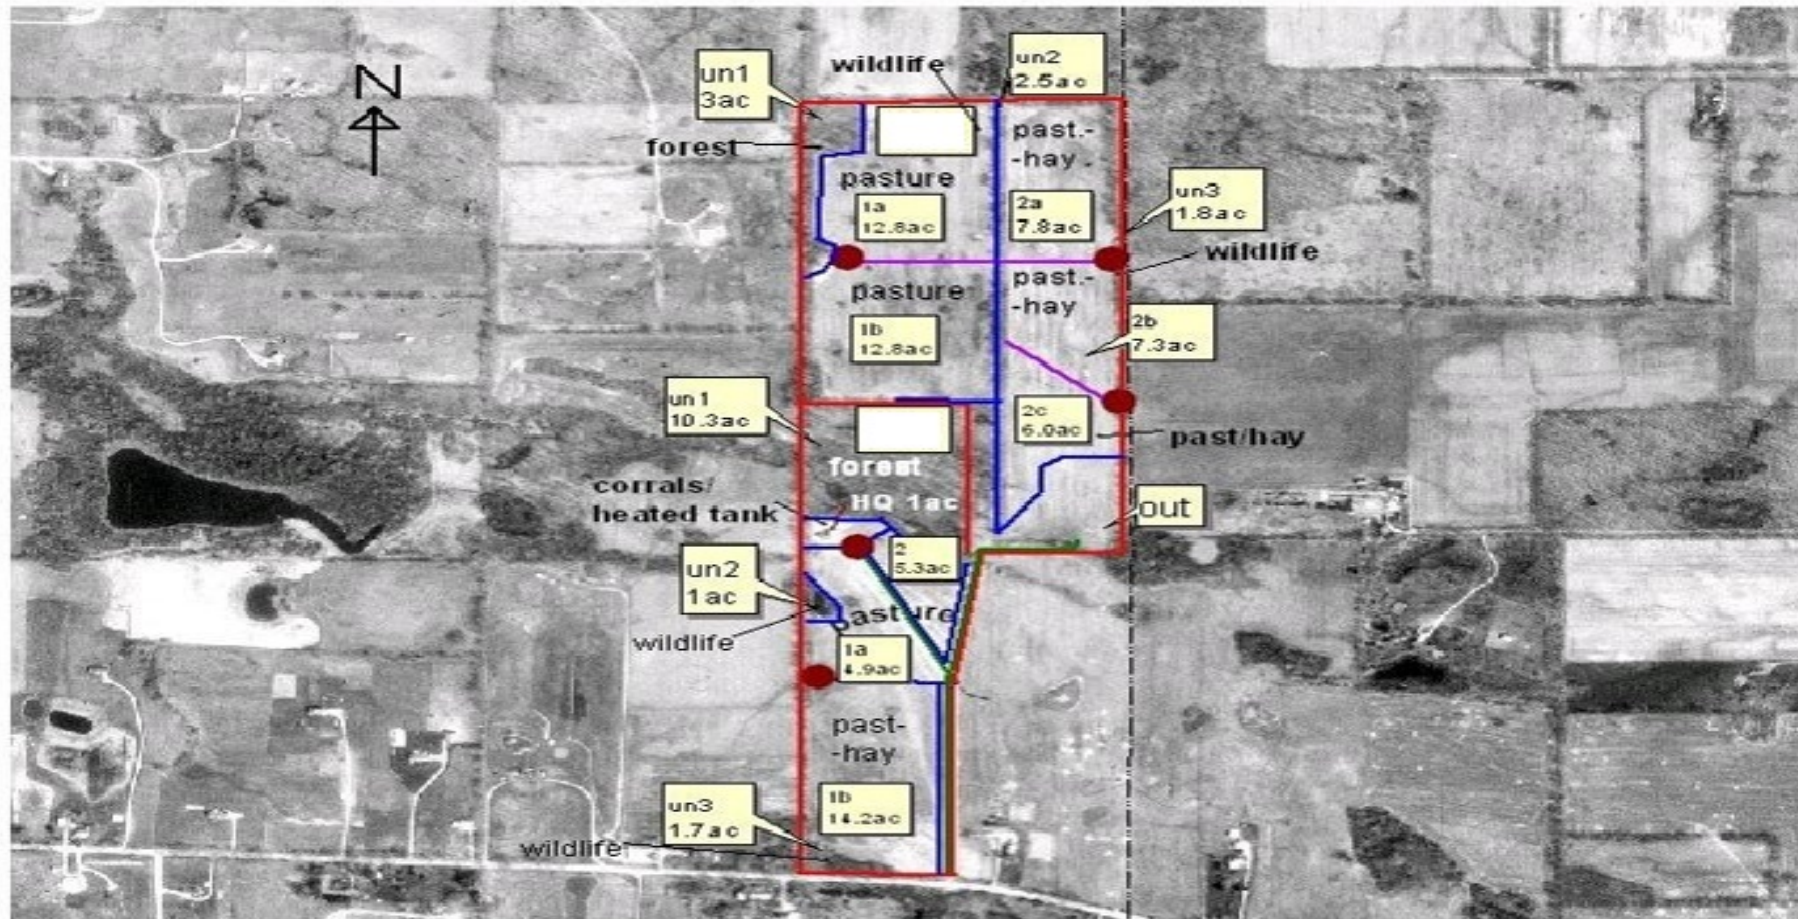 N
un1
3ac
wildlife
un2
2.5ac
forest
past.-
-hay
pasture
1a
12.8ac
2a
7.8ac
un3
1.8ac
wildlife
pasture
past.-
-hay
1b
12.8ac
2b
7.3ac
un1
10.3ac
2c
6.0ac
past/hay
forest
HQ 1ac
corrals/
heated tank
out
2
5.3ac
un2
1ac
pasture
wildlife
1a
4.9ac
past-
-hay
1b
14.2ac
un3
1.7ac
wildlife